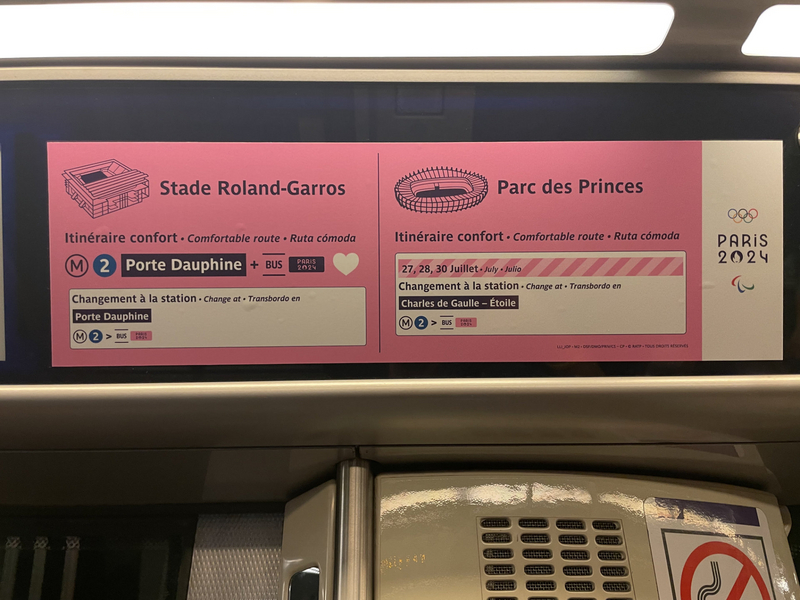 Stade Roland-Garros
Itinéraire confort • Comfortable route • Ruta cómoda
M 2 Porte Dauphine + BUS PARIS 2024
Changement à la station • Change at • Transbordo en
Porte Dauphine
M 2 > BUS PARIS 2024
Parc des Princes
Itinéraire confort • Comfortable route • Ruta cómoda
27, 28, 30 Juillet • July • Julio
Changement à la station • Change at • Transbordo en
Charles de Gaulle – Étoile
M 2 > BUS PARIS 2024
PARIS
2024